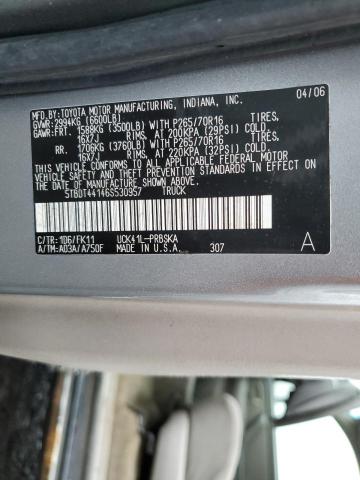 MFD. BY: TOYOTA MOTOR MANUFACTURING, INDIANA, INC. 04/06
GVWR: 2994KG (6600LB)
GAWR: FRT. 1588KG (3500LB) WITH P265/70R16 TIRES,
16X7J RIMS, AT 200KPA (29PSI) COLD
RR. 1706KG (3760LB) WITH P265/70R16 TIRES,
16X7J RIMS, AT 220KPA (32PSI) COLD
THIS VEHICLE CONFORMS TO ALL APPLICABLE FEDERAL MOTOR
VEHICLE SAFETY STANDARDS IN EFFECT ON THE DATE OF
MANUFACTURE SHOWN ABOVE.
5TBDT44146S530957 TRUCK
C/TR: 1D6/FK11 UCK41L-PRBSKA
A/TM: A03A/A750F MADE IN U.S.A. 307 A